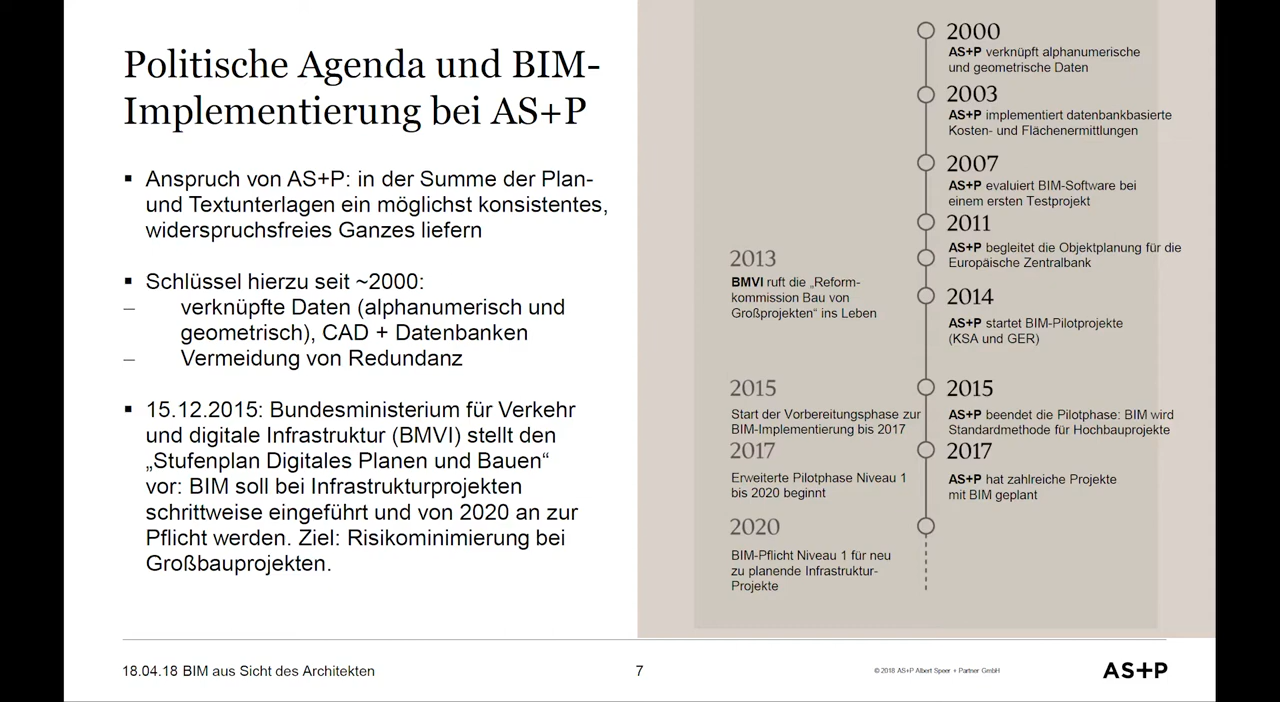 Politische Agenda und BIM-
Implementierung bei AS+P
▪ Anspruch von AS+P: in der Summe der Plan-
und Textunterlagen ein möglichst konsistentes,
widerspruchsfreies Ganzes liefern
▪ Schlüssel hierzu seit ~2000:
– verknüpfte Daten (alphanumerisch und
geometrisch), CAD + Datenbanken
– Vermeidung von Redundanz
▪ 15.12.2015: Bundesministerium für Verkehr
und digitale Infrastruktur (BMVI) stellt den
„Stufenplan Digitales Planen und Bauen“
vor: BIM soll bei Infrastrukturprojekten
schrittweise eingeführt und von 2020 an zur
Pflicht werden. Ziel: Risikominimierung bei
Großbauprojekten.
2000
AS+P verknüpft alphanumerische
und geometrische Daten
2003
AS+P implementiert datenbankbasierte
Kosten- und Flächenermittlungen
2007
AS+P evaluiert BIM-Software bei
einem ersten Testprojekt
2011
AS+P begleitet die Objektplanung für die
Europäische Zentralbank
2013
BMVI ruft die „Reform-
kommission Bau von
Großprojekten“ ins Leben
2014
AS+P startet BIM-Pilotprojekte
(KSA und GER)
2015
Start der Vorbereitungsphase zur
BIM-Implementierung bis 2017
2015
AS+P beendet die Pilotphase: BIM wird
Standardmethode für Hochbauprojekte
2017
Erweiterte Pilotphase Niveau 1
bis 2020 beginnt
2017
AS+P hat zahlreiche Projekte
mit BIM geplant
2020
BIM-Pflicht Niveau 1 für neu
zu planende Infrastruktur-
Projekte
18.04.18 BIM aus Sicht des Architekten
7
© 2018 AS+P Albert Speer + Partner GmbH
AS+P